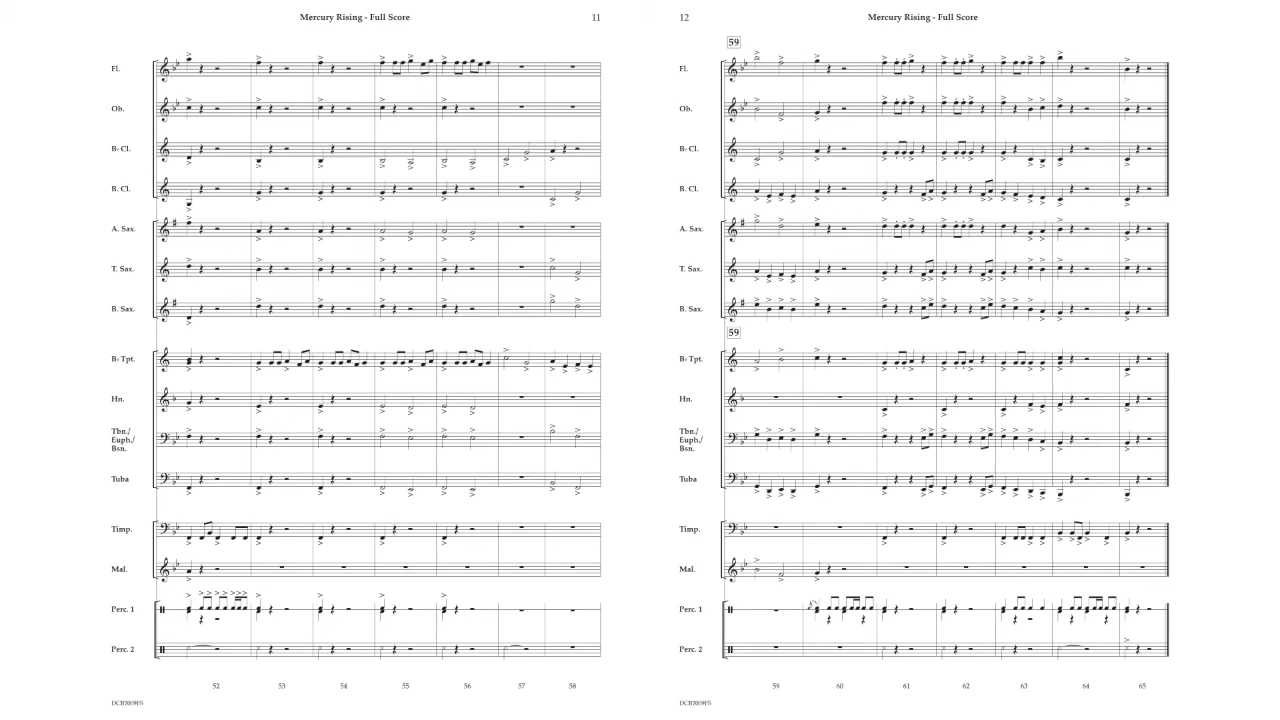 Mercury Rising - Full Score
11
Fl.
Ob.
B♭ Cl.
B. Cl.
A. Sax.
T. Sax.
B. Sax.
B♭ Tpt.
Hn.
Tbn./
Euph./
Bsn.
Tuba
Timp.
Mal.
Perc. 1
Perc. 2
52 53 54 55 56 57 58
DCB2009FS
12
Mercury Rising - Full Score
59
Fl.
Ob.
B♭ Cl.
B. Cl.
A. Sax.
T. Sax.
B. Sax.
59
B♭ Tpt.
Hn.
Tbn./
Euph./
Bsn.
Tuba
Timp.
Mal.
Perc. 1
Perc. 2
59 60 61 62 63 64 65
DCB2009FS